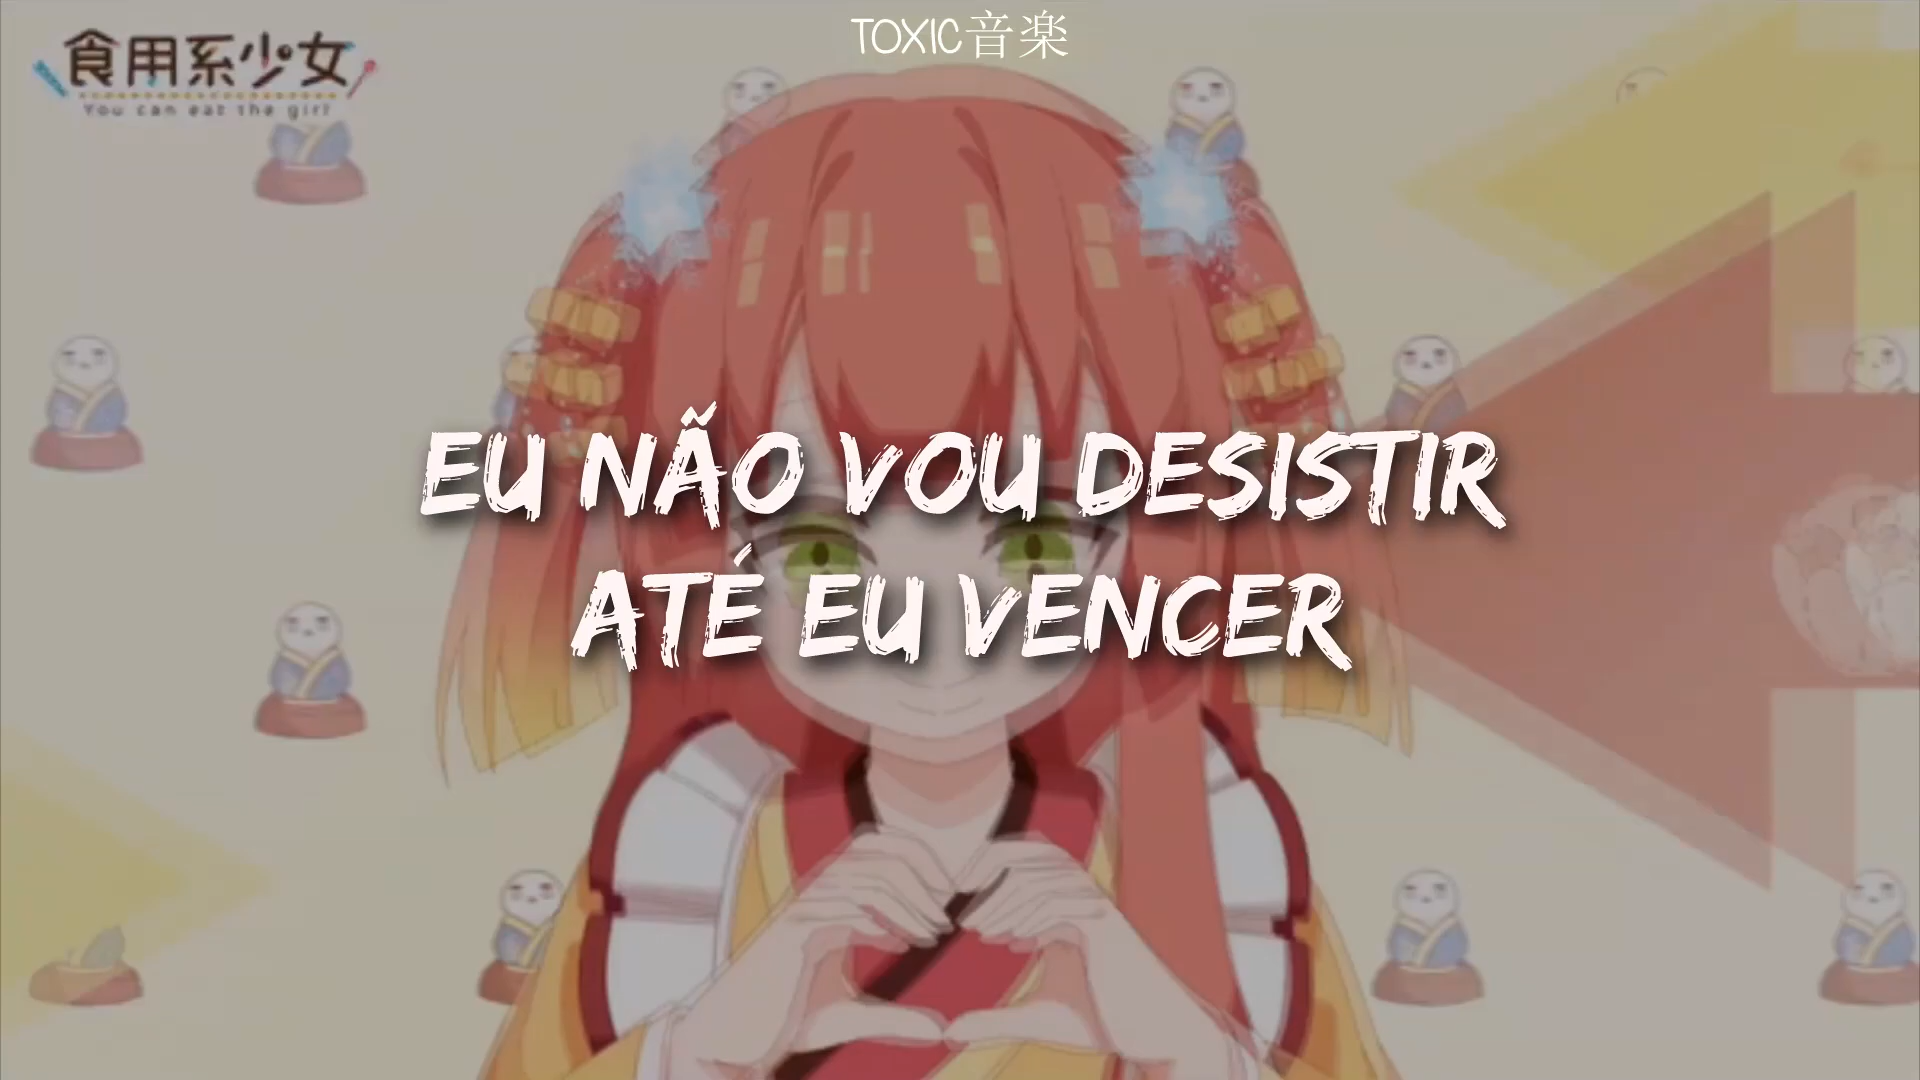 TOXIC音楽
食用系少女
You can eat the girl
EU NÃO VOU DESISTIR
ATÉ EU VENCER